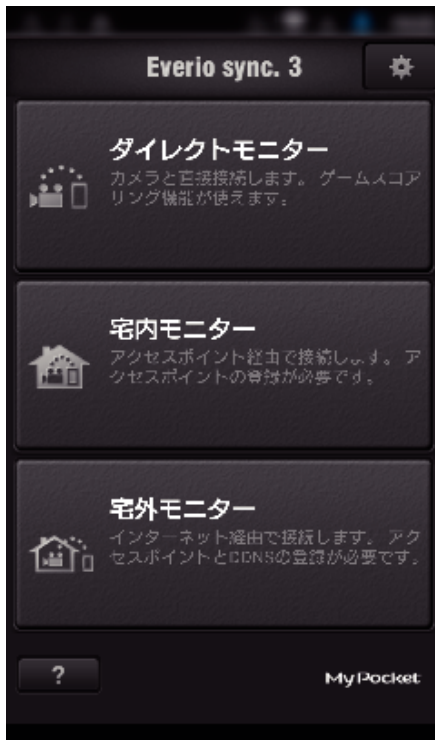 Everio sync. 3
ダイレクトモニター
カメラと直接接続します。 ゲームスコア
リング機能が使えます。
宅内モニター
アクセスポイント経由で接続します。 ア
クセスポイントの登録が必要です。
宅外モニター
インターネット経由で接続します。 アク
セスポイントとDDNSの登録が必要です。
?
MyPocket